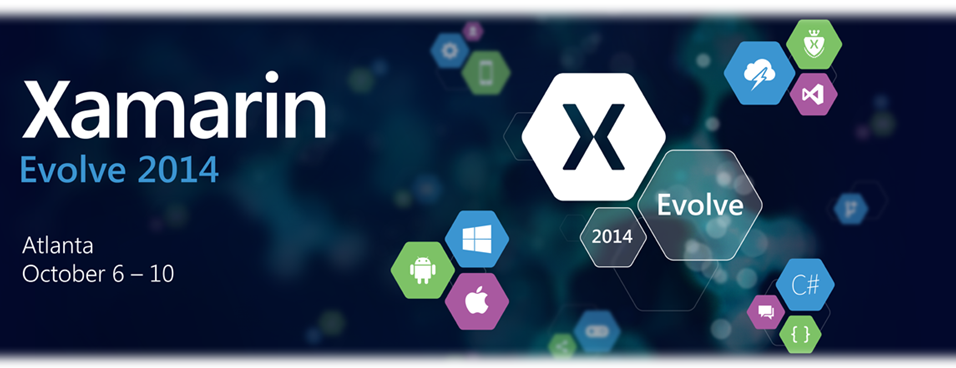 Xamarin
Evolve 2014
Atlanta
October 6 – 10
X
Evolve
2014
C#
{ }